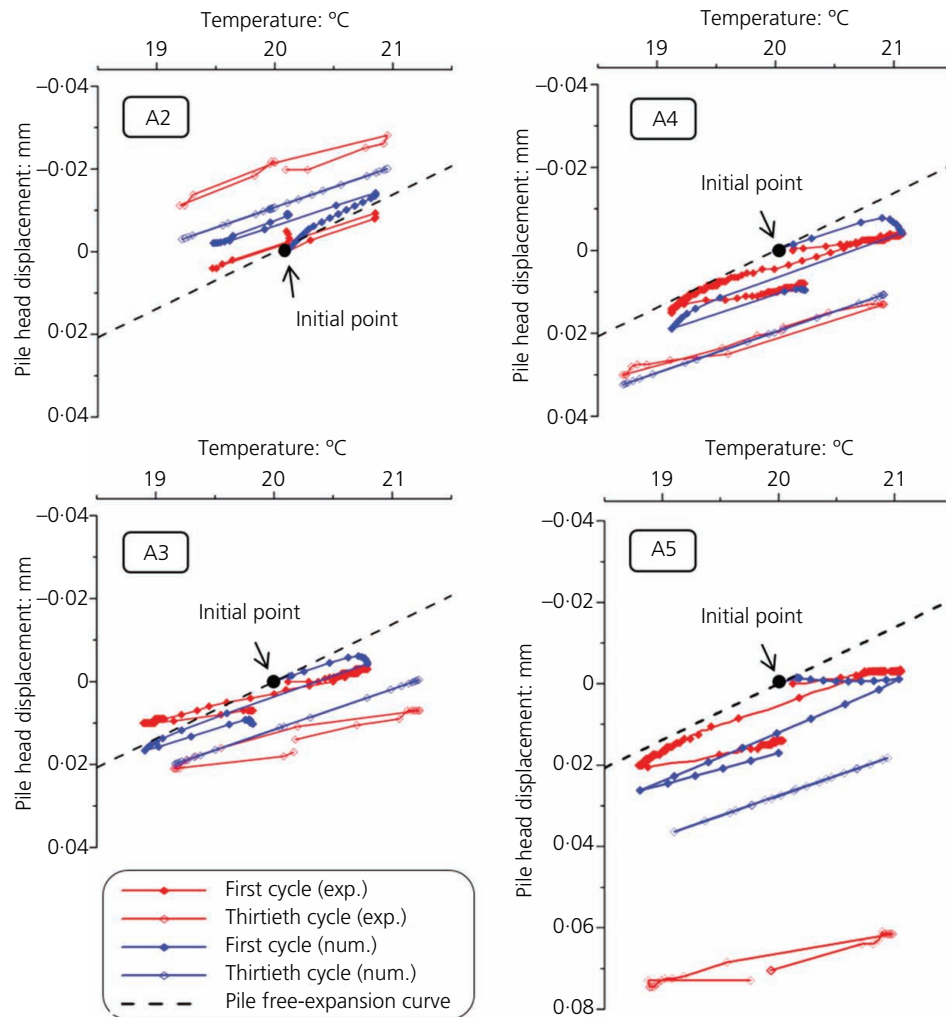 Temperature: °C
19 20 21
−0·04
−0·02
0
0·02
0·04
Pile head displacement: mm
A2
Initial point
Temperature: °C
19 20 21
−0·04
−0·02
0
0·02
0·04
Pile head displacement: mm
A4
Initial point
Temperature: °C
19 20 21
−0·04
−0·02
0
0·02
0·04
Pile head displacement: mm
A3
Initial point
Temperature: °C
19 20 21
−0·04
−0·02
0
0·02
0·04
0·06
0·08
Pile head displacement: mm
A5
Initial point
First cycle (exp.)
Thirtieth cycle (exp.)
First cycle (num.)
Thirtieth cycle (num.)
Pile free-expansion curve